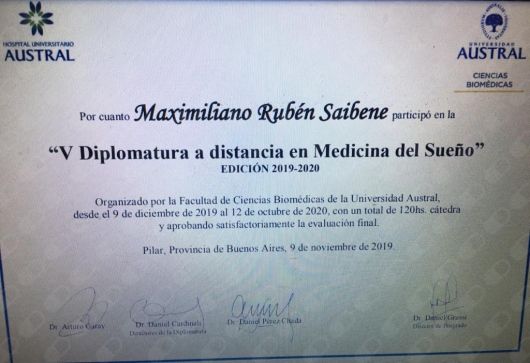 HOSPITAL UNIVERSITARIO
AUSTRAL
UNIVERSIDAD
AUSTRAL
CIENCIAS
BIOMÉDICAS
Por cuanto Maximiliano Rubén Saibene participó en la
“V Diplomatura a distancia en Medicina del Sueño”
EDICIÓN 2019-2020
Organizado por la Facultad de Ciencias Biomédicas de la Universidad Austral,
desde el 9 de diciembre de 2019 al 12 de octubre de 2020, con un total de 120hs. cátedra
y aprobando satisfactoriamente la evaluación final.
Pilar, Provincia de Buenos Aires, 9 de noviembre de 2019.
Dr. Arturo Garay
Dr. Daniel Cardinali
Directores de la Diplomatura
Dr. Daniel Pérez Chada
Dr. Daniel Grassi
Director de Posgrado